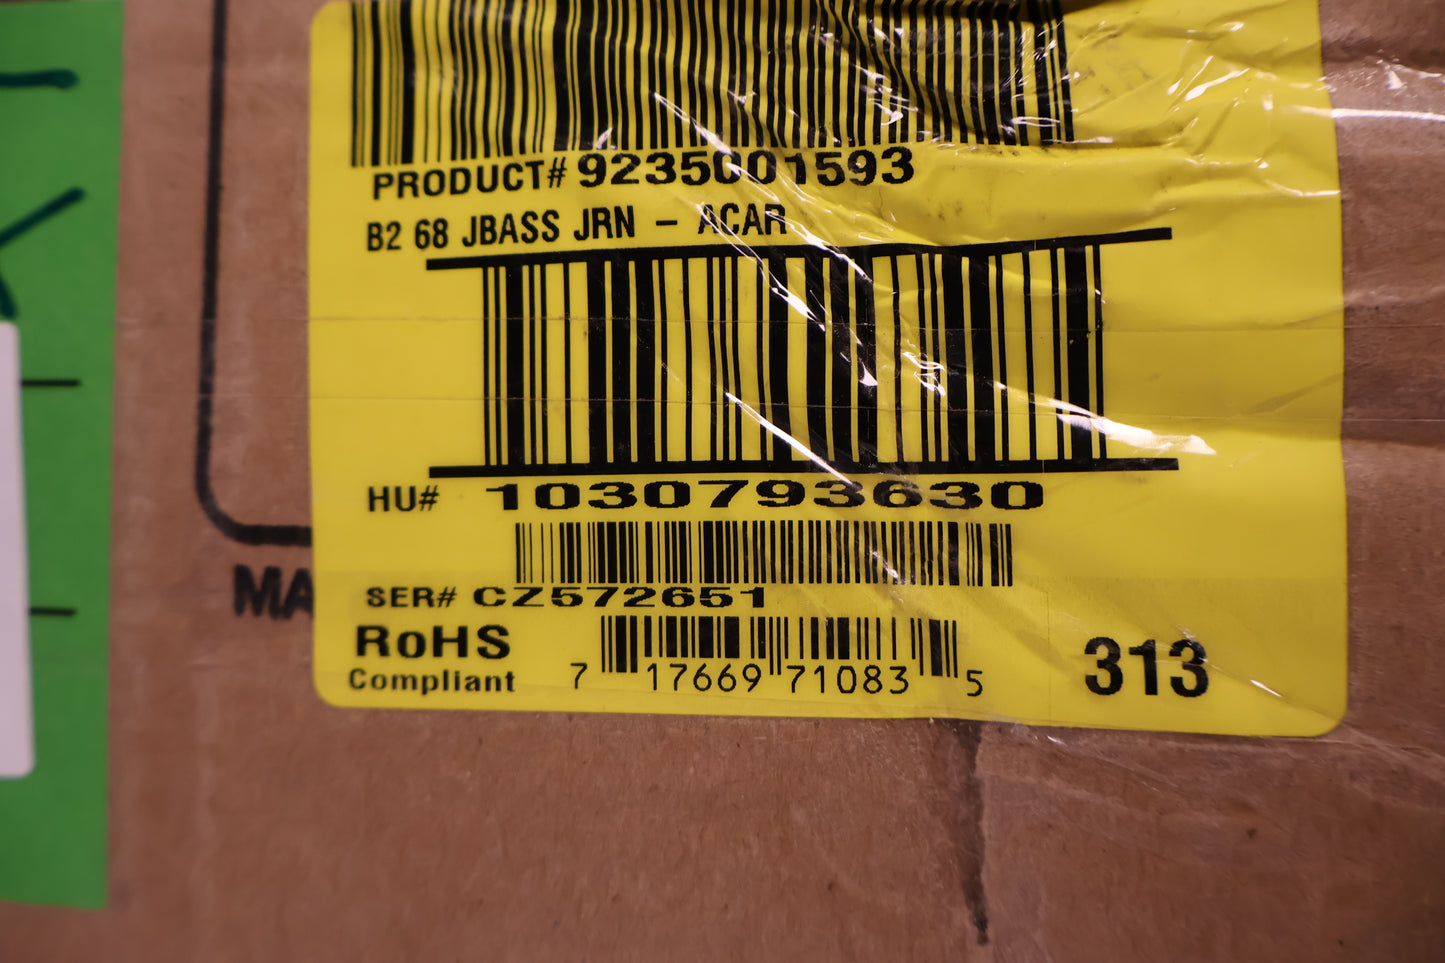 PRODUCT# 9235001593
B2 68 JBASS JRN – ACAR
HU# 1030793630
SER# CZ572651
RoHS
Compliant
7 17669 71083 5
313
MA